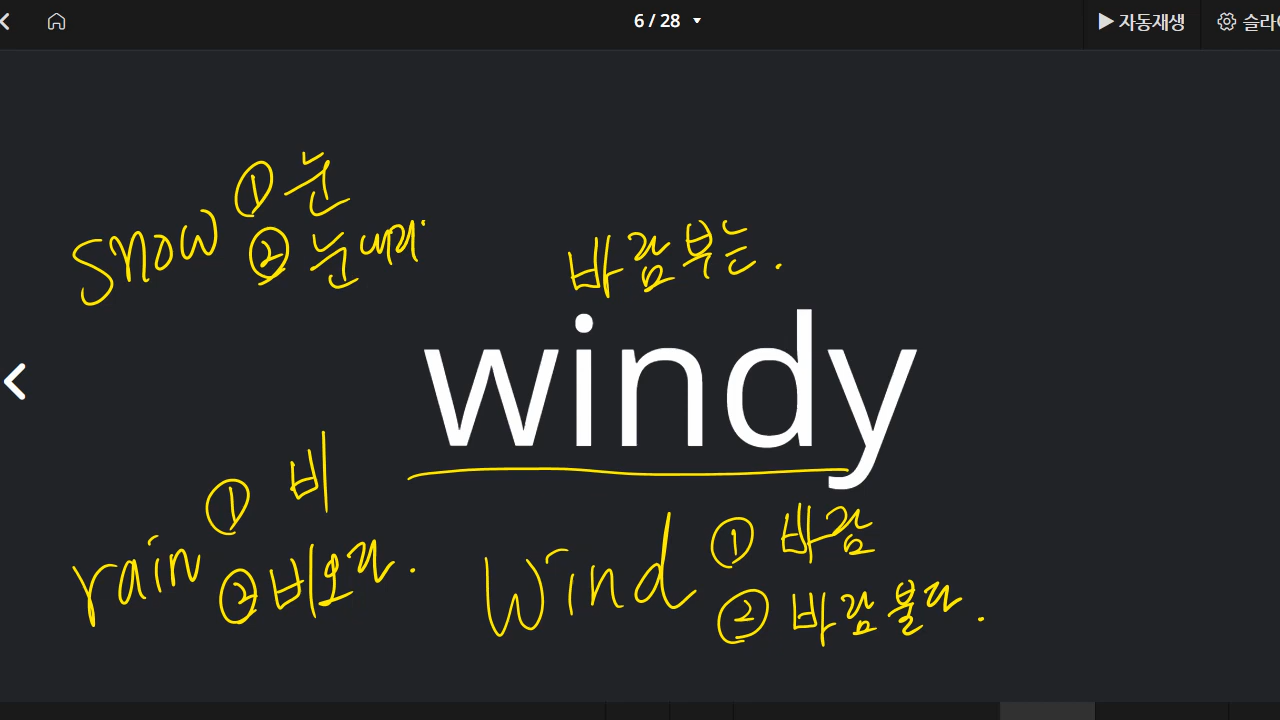 6 / 28
자동재생
슬라
snow ① 눈
② 눈내리
바람부는.
windy
rain ① 비
② 비오다.
wind ① 바람
② 바람불다.